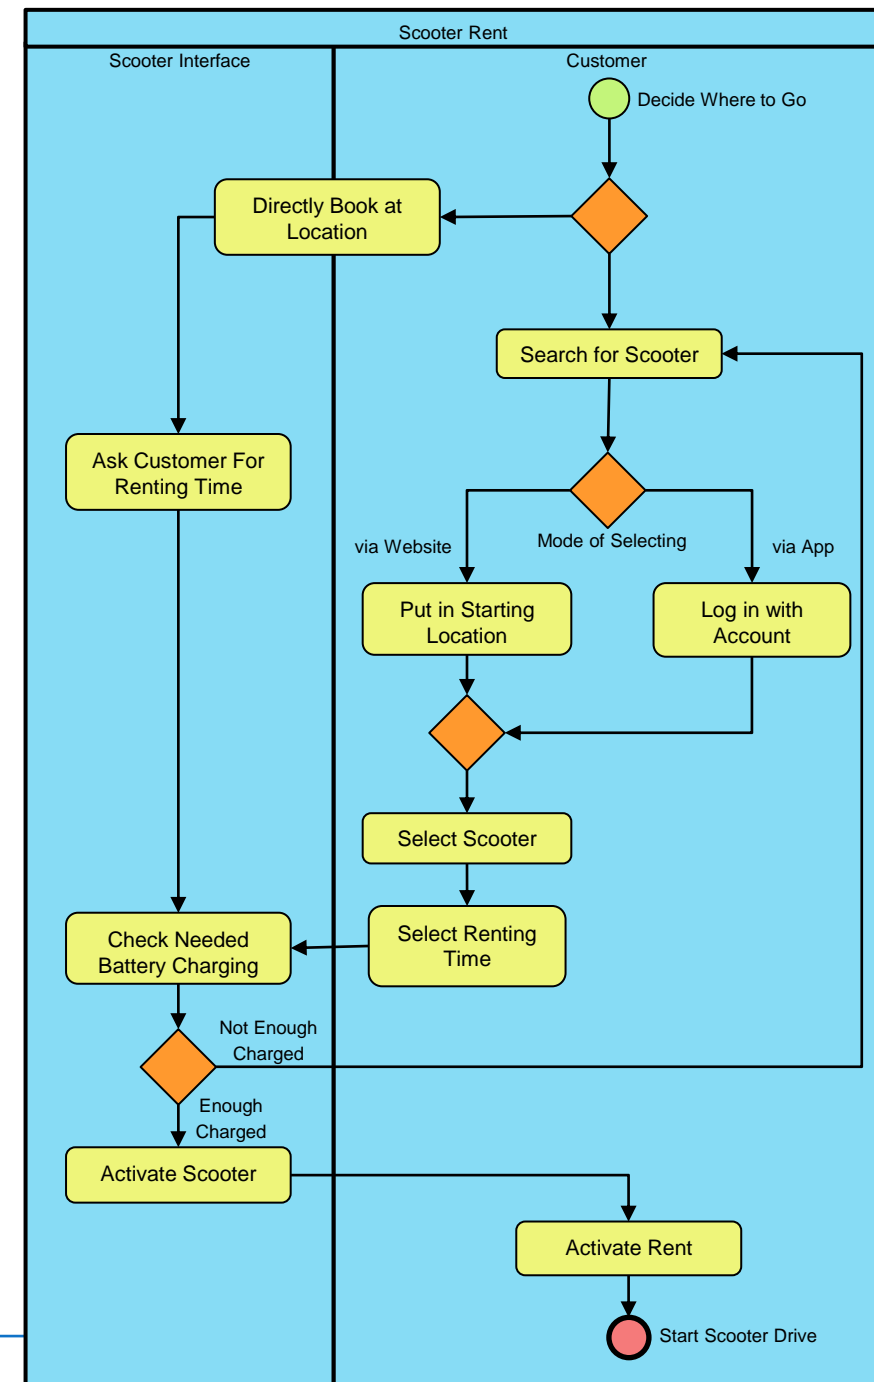 Scooter Rent
Scooter Interface
Customer
Decide Where to Go
Directly Book at
Location
Search for Scooter
Ask Customer For
Renting Time
via Website
Mode of Selecting
via App
Put in Starting
Location
Log in with
Account
Select Scooter
Select Renting
Time
Check Needed
Battery Charging
Not Enough
Charged
Enough
Charged
Activate Scooter
Activate Rent
Start Scooter Drive